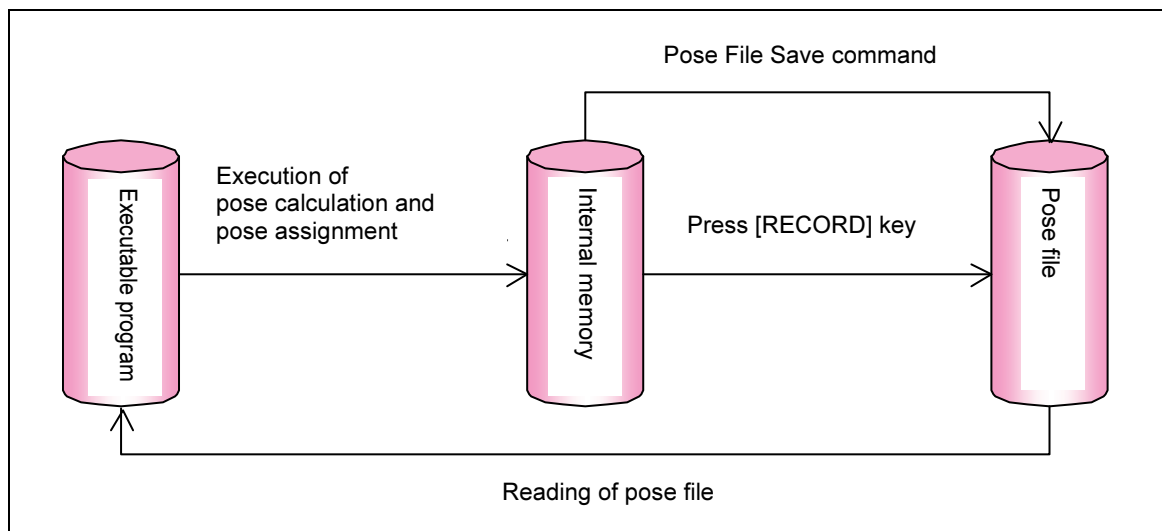 Pose File Save command
Execution of
pose calculation and
pose assignment
Press [RECORD] key
Executable program
Internal memory
Pose file
Reading of pose file